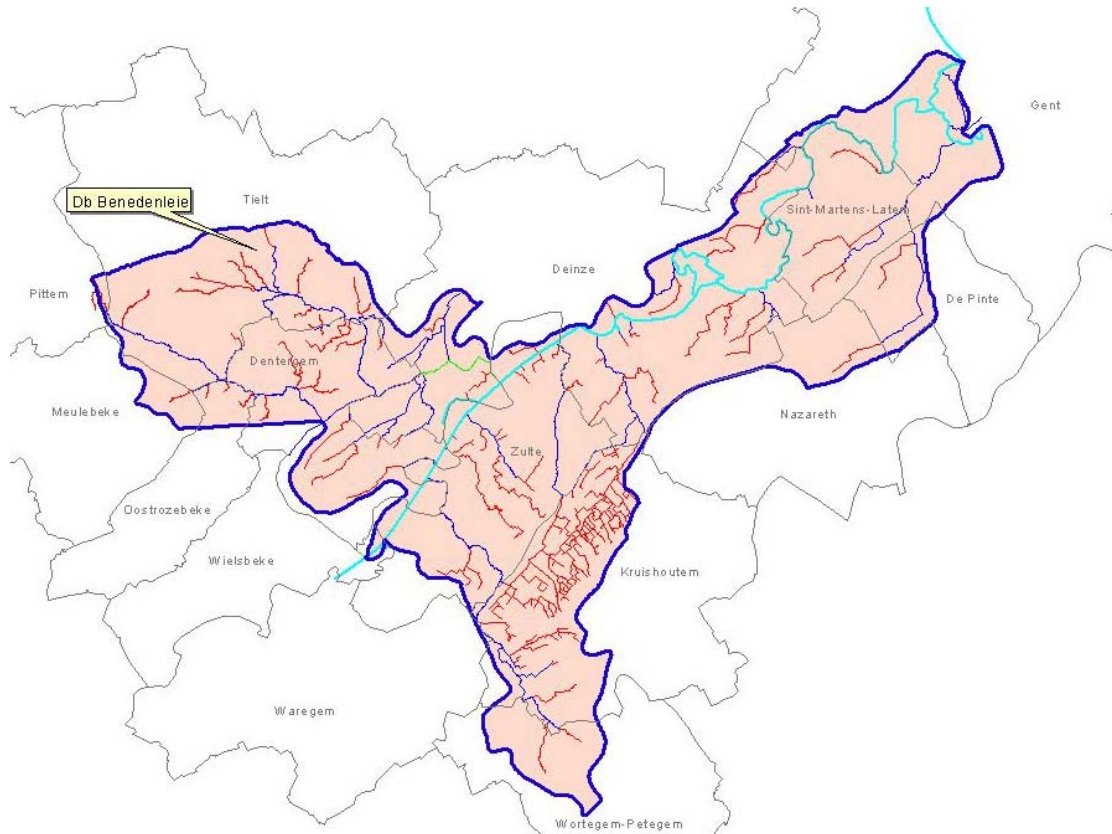 Gent
Db Benedenleie
Tielt
Sint-Martens-Latem
Deinze
Pittem
De Pinte
Dentergem
Meulebeke
Nazareth
Zulte
Oostrozebeke
Wielsbeke
Kruishoutem
Waregem
Wortegem-Petegem